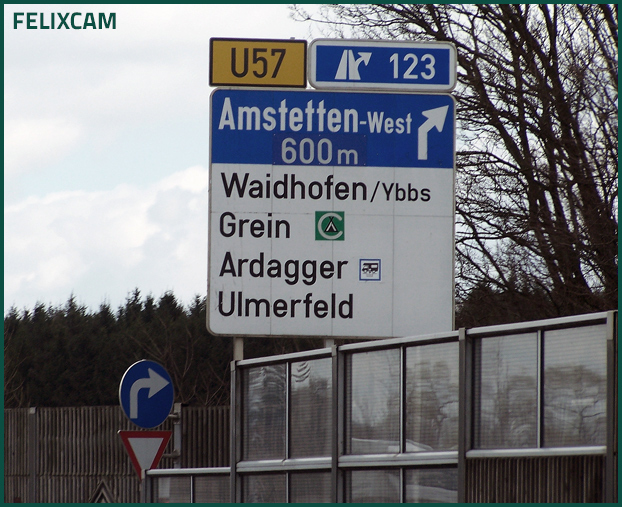 FELIXCAM
U57
123
Amstetten-West
600m
Waidhofen/Ybbs
Grein
Ardagger
Ulmerfeld